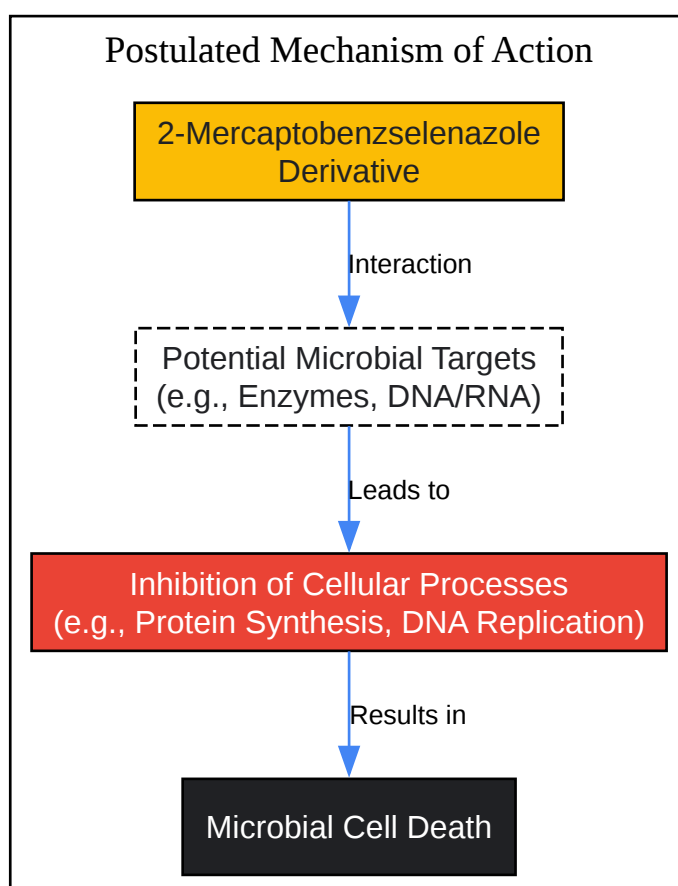 Postulated Mechanism of Action
2-Mercaptobenzselenazole
Derivative
Interaction
Potential Microbial Targets
(e.g., Enzymes, DNA/RNA)
Leads to
Inhibition of Cellular Processes
(e.g., Protein Synthesis, DNA Replication)
Results in
Microbial Cell Death